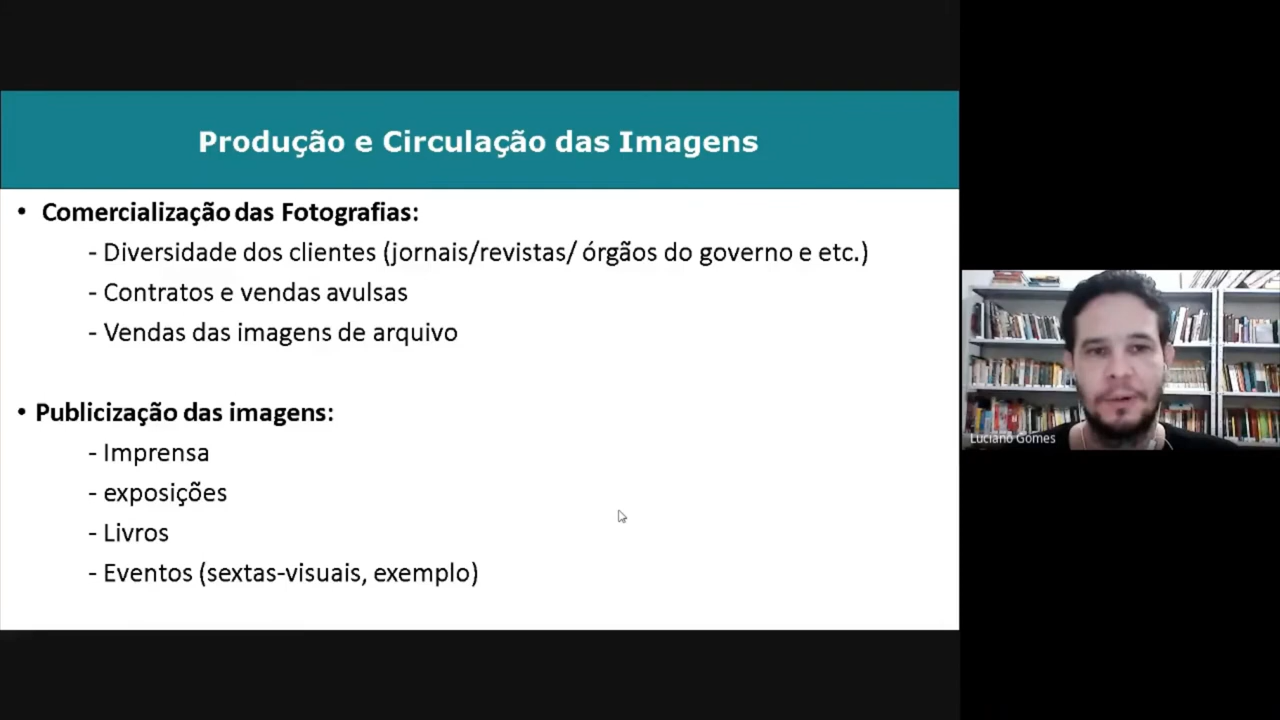 Produção e Circulação das Imagens
• Comercialização das Fotografias:
- Diversidade dos clientes (jornais/revistas/ órgãos do governo e etc.)
- Contratos e vendas avulsas
- Vendas das imagens de arquivo
• Publicização das imagens:
- Imprensa
- exposições
- Livros
- Eventos (sextas-visuais, exemplo)
Luciano Gomes